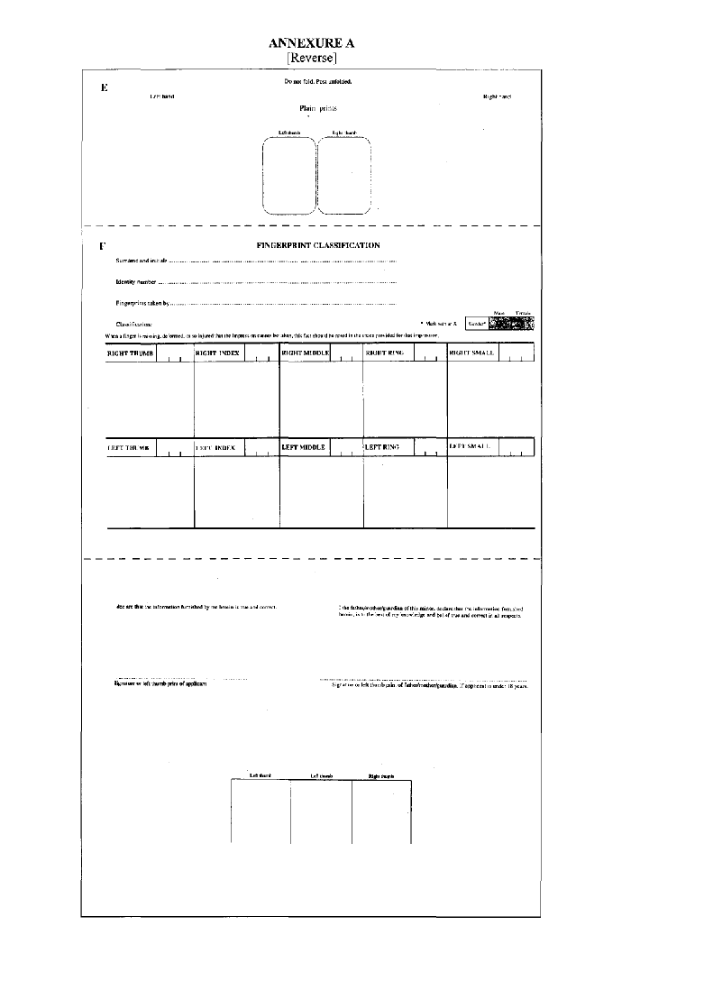 ANNEXURE A
[Reverse]
Do not fold. Post unfolded.
E
Left hand
Right hand
Plain prints
Left thumb Right thumb
F
FINGERPRINT CLASSIFICATION
Surname and initials
Identity number
Fingerprints taken by
Male Female
Classification:
* Mark with an X
Gender*
When a finger is missing, deformed, or so injured that the impression cannot be taken, this fact should be noted in the space provided for that impression.
RIGHT THUMB RIGHT INDEX RIGHT MIDDLE RIGHT RING RIGHT SMALL
LEFT THUMB LEFT INDEX LEFT MIDDLE LEFT RING LEFT SMALL
declare that the information furnished by me herein is true and correct.
I the father/mother/guardian of this minor, declare that the information furnished
herein, is to the best of my knowledge and belief true and correct in all respects.
Signature or left thumb print of applicant
Signature or left thumb print of father/mother/guardian. If applicant is under 18 years.
Left thumb Left thumb Right thumb